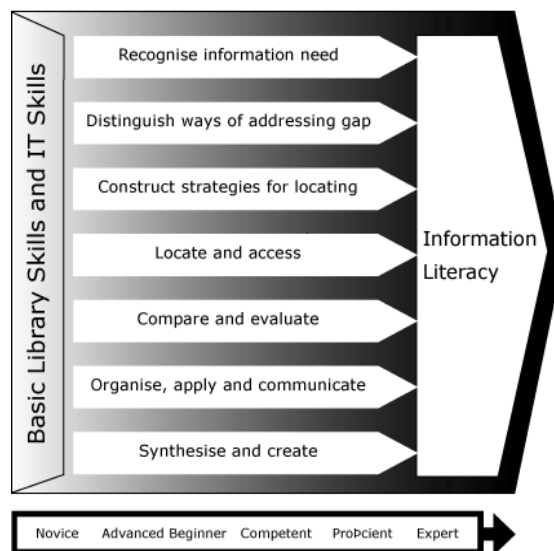 Basic Library Skills and IT Skills
Recognise information need
Distinguish ways of addressing gap
Construct strategies for locating
Locate and access
Compare and evaluate
Organise, apply and communicate
Synthesise and create
Information
Literacy
Novice Advanced Beginner Competent ProÞcient Expert